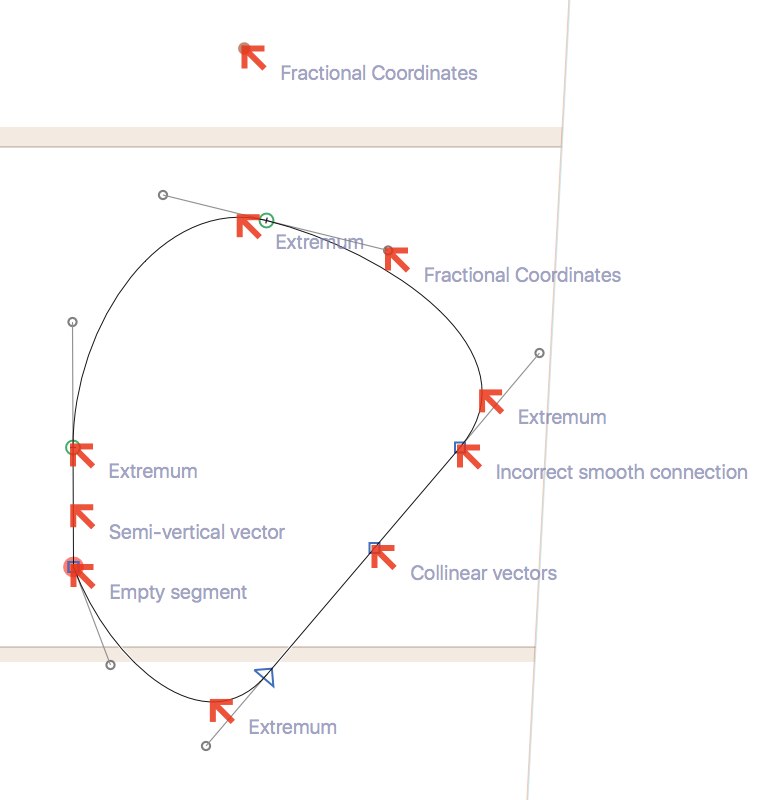 Fractional Coordinates
Extremum
Fractional Coordinates
Extremum
Extremum
Incorrect smooth connection
Semi-vertical vector
Collinear vectors
Empty segment
Extremum